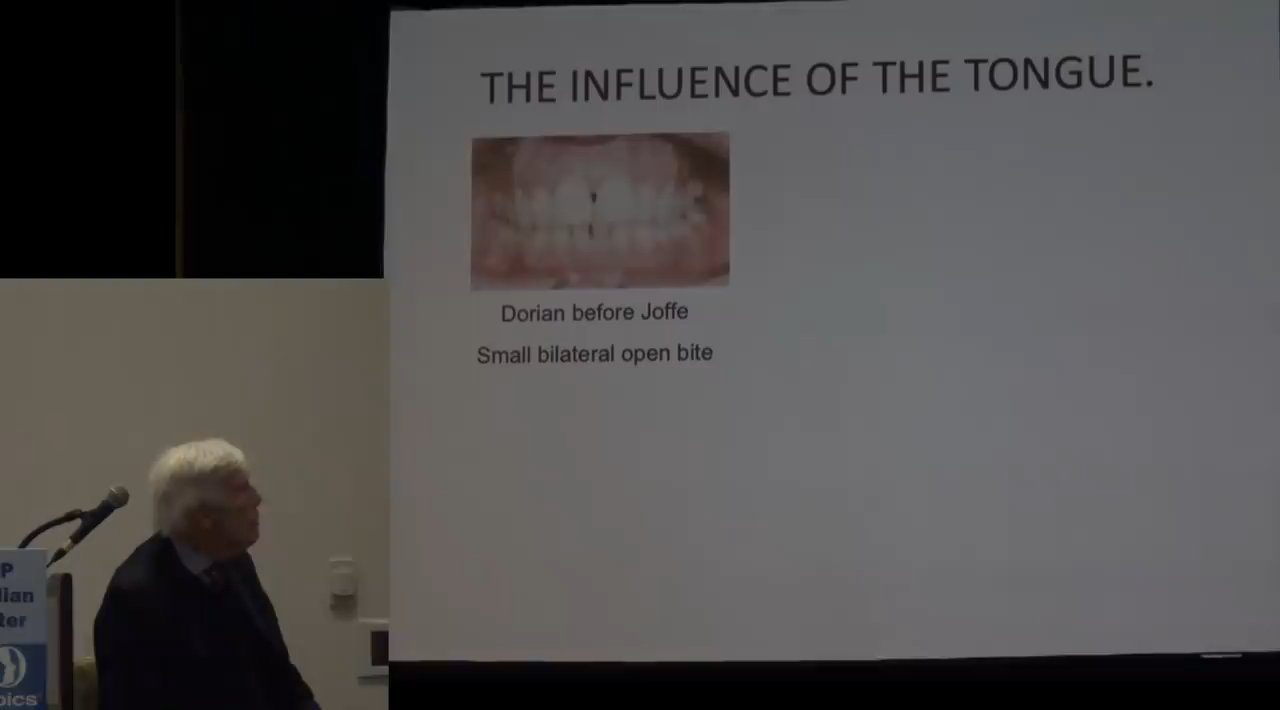 THE INFLUENCE OF THE TONGUE.
Dorian before Joffe
Small bilateral open bite